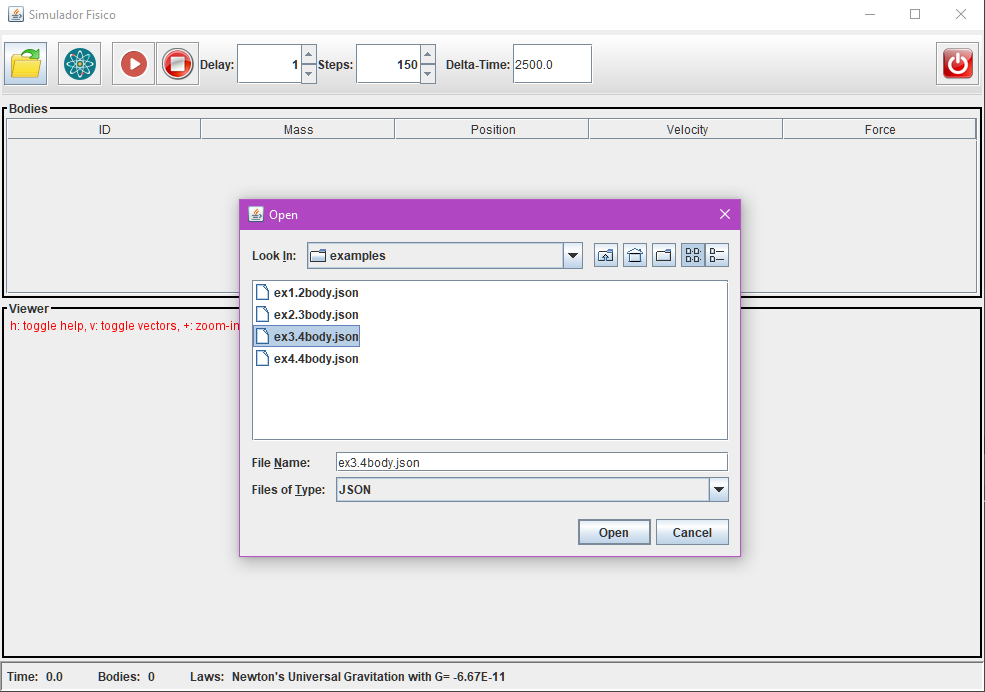 Simulador Fisico
Delay: 1 Steps: 150 Delta-Time: 2500.0
Bodies
ID Mass Position Velocity Force
Open
Look In: examples
ex1.2body.json
ex2.3body.json
ex3.4body.json
ex4.4body.json
File Name: ex3.4body.json
Files of Type: JSON
Open Cancel
Viewer
h: toggle help, v: toggle vectors, +: zoom-in
Time: 0.0 Bodies: 0 Laws: Newton's Universal Gravitation with G= -6.67E-11